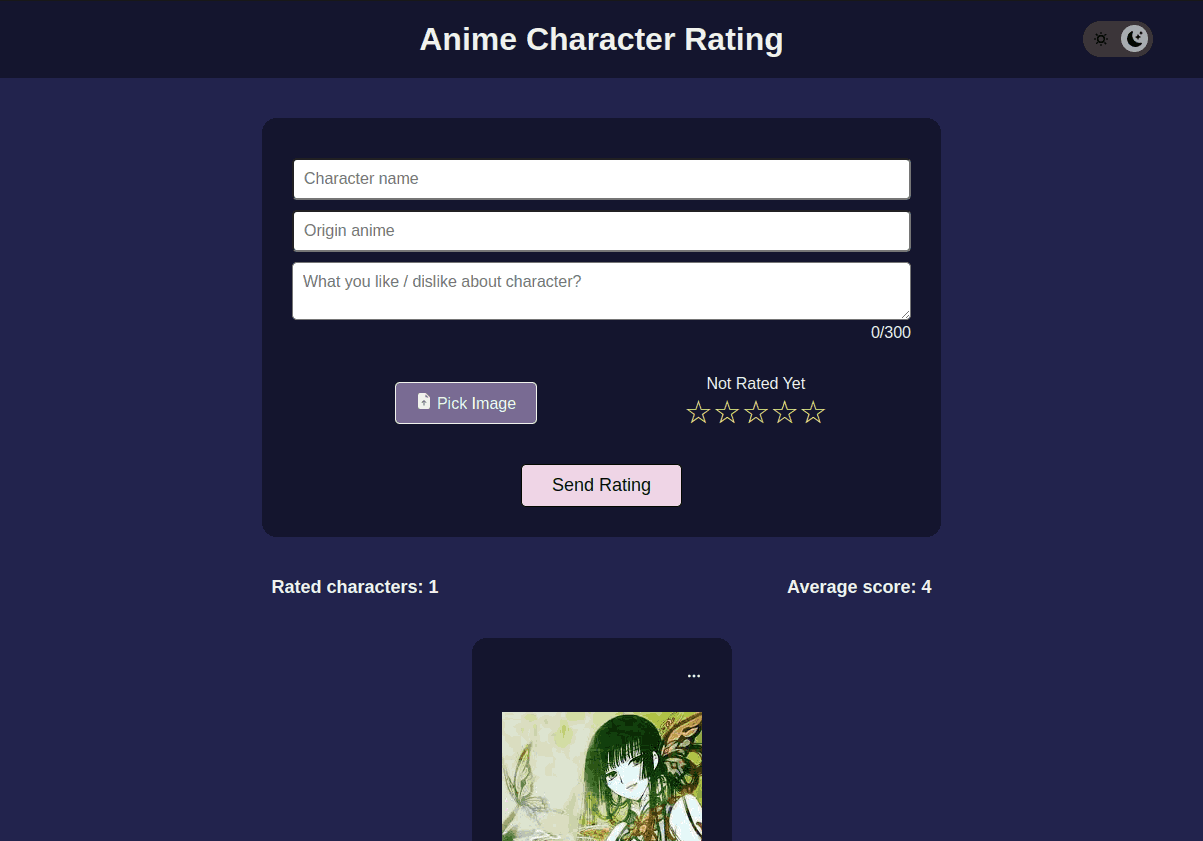 Anime Character Rating
Character name
Origin anime
What you like / dislike about character?
0/300
Not Rated Yet
Pick Image
Send Rating
Rated characters: 1
Average score: 4